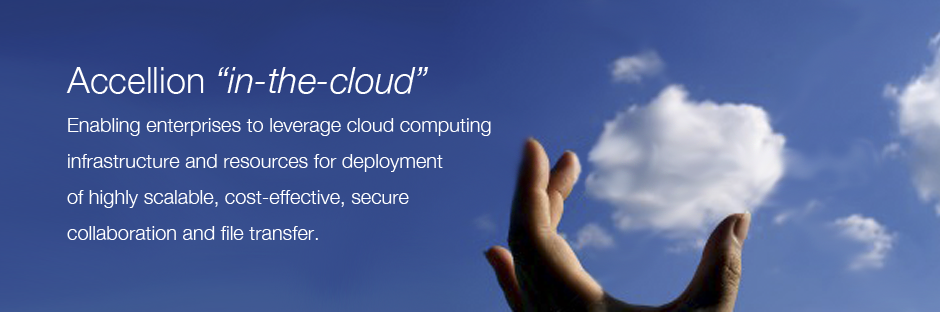 Accellion “in-the-cloud”
Enabling enterprises to leverage cloud computing
infrastructure and resources for deployment
of highly scalable, cost-effective, secure
collaboration and file transfer.